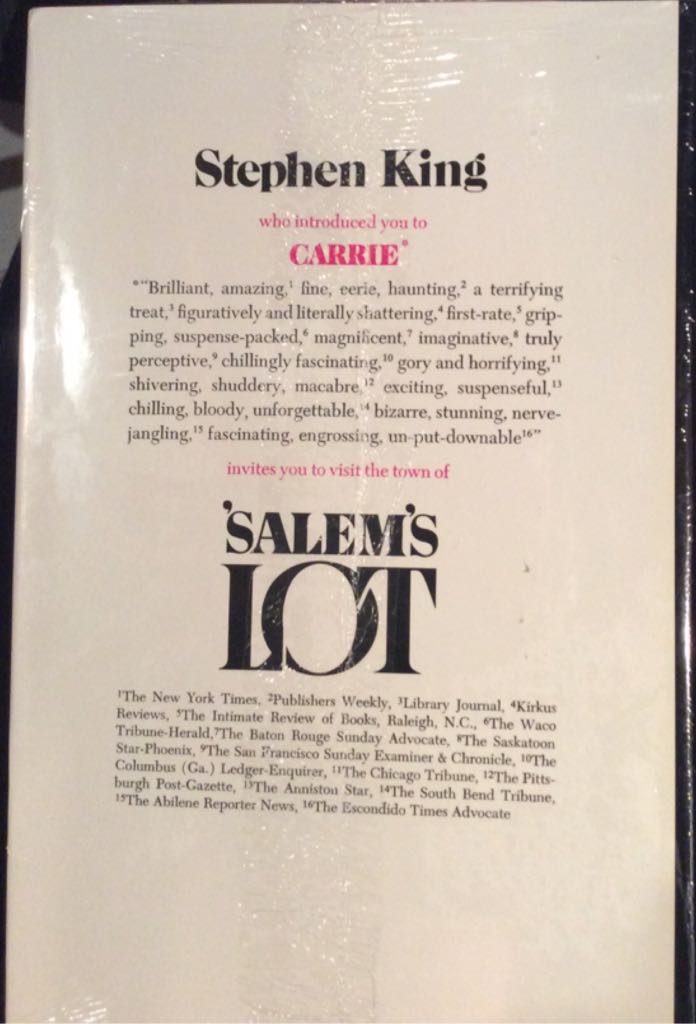 Stephen King
who introduced you to
CARRIE*
*"Brilliant, amazing,¹ fine, eerie, haunting,² a terrifying
treat,³ figuratively and literally shattering,⁴ first-rate,⁵ grip-
ping, suspense-packed,⁶ magnificent,⁷ imaginative,⁸ truly
perceptive,⁹ chillingly fascinating,¹⁰ gory and horrifying,¹¹
shivering, shuddery, macabre,¹² exciting, suspenseful,¹³
chilling, bloody, unforgettable,¹⁴ bizarre, stunning, nerve-
jangling,¹⁵ fascinating, engrossing, un-put-downable¹⁶"
invites you to visit the town of
'SALEM'S
LOT
¹The New York Times, ²Publishers Weekly, ³Library Journal, ⁴Kirkus
Reviews, ⁵The Intimate Review of Books, Raleigh, N.C., ⁶The Waco
Tribune-Herald,⁷The Baton Rouge Sunday Advocate, ⁸The Saskatoon
Star-Phoenix, ⁹The San Francisco Sunday Examiner & Chronicle, ¹⁰The
Columbus (Ga.) Ledger-Enquirer, ¹¹The Chicago Tribune, ¹²The Pitts-
burgh Post-Gazette, ¹³The Anniston Star, ¹⁴The South Bend Tribune,
¹⁵The Abilene Reporter News, ¹⁶The Escondido Times Advocate